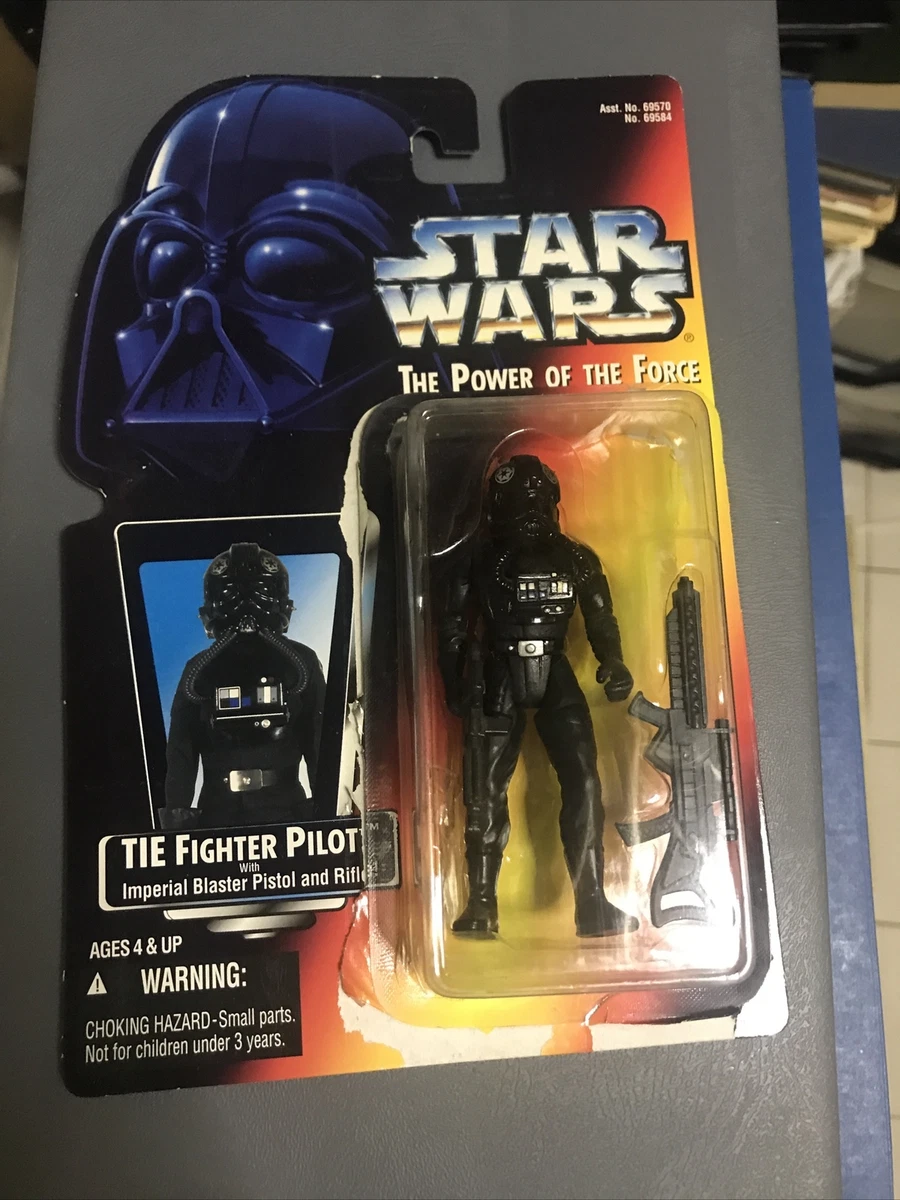 Asst. No. 69570
No. 69584
STAR
WARS®
THE POWER OF THE FORCE
TIE FIGHTER PILOT™
With
Imperial Blaster Pistol and Rifle
AGES 4 & UP
WARNING:
CHOKING HAZARD-Small parts.
Not for children under 3 years.